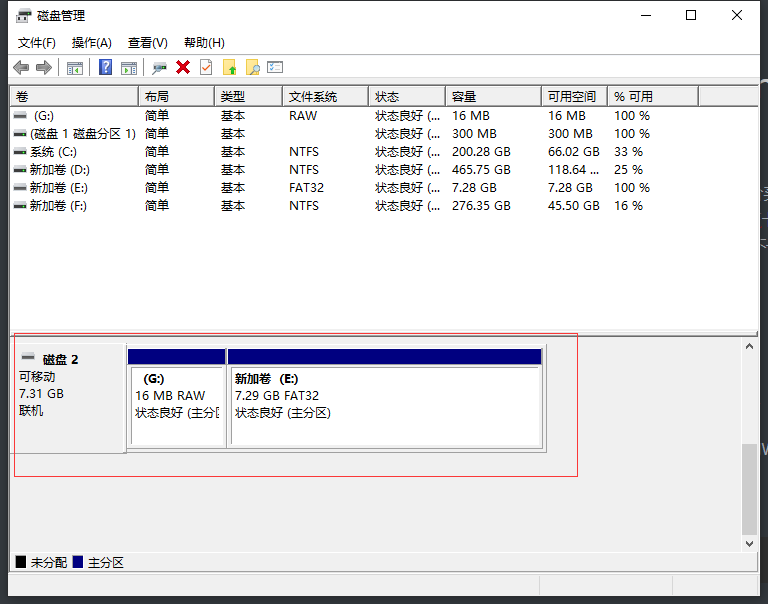 磁盘管理
文件(F) 操作(A) 查看(V) 帮助(H)
卷 布局 类型 文件系统 状态 容量 可用空间 % 可用
(G:) 简单 基本 RAW 状态良好 (... 16 MB 16 MB 100 %
(磁盘 1 磁盘分区 1) 简单 基本 状态良好 (... 300 MB 300 MB 100 %
系统 (C:) 简单 基本 NTFS 状态良好 (... 200.28 GB 66.02 GB 33 %
新加卷 (D:) 简单 基本 NTFS 状态良好 (... 465.75 GB 118.64 ... 25 %
新加卷 (E:) 简单 基本 FAT32 状态良好 (... 7.28 GB 7.28 GB 100 %
新加卷 (F:) 简单 基本 NTFS 状态良好 (... 276.35 GB 45.50 GB 16 %
磁盘 2
可移动
7.31 GB
联机
(G:)
16 MB RAW
状态良好 (主分区
新加卷 (E:)
7.29 GB FAT32
状态良好 (主分区)
未分配 主分区